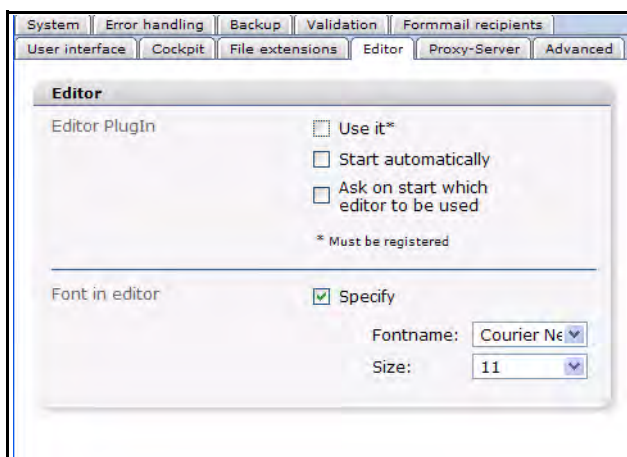 System Error handling Backup Validation Formmail recipients
User interface Cockpit File extensions Editor Proxy-Server Advanced
Editor
Editor PlugIn Use it*
Start automatically
Ask on start which
editor to be used
* Must be registered
Font in editor Specify
Fontname: Courier Ne
Size: 11